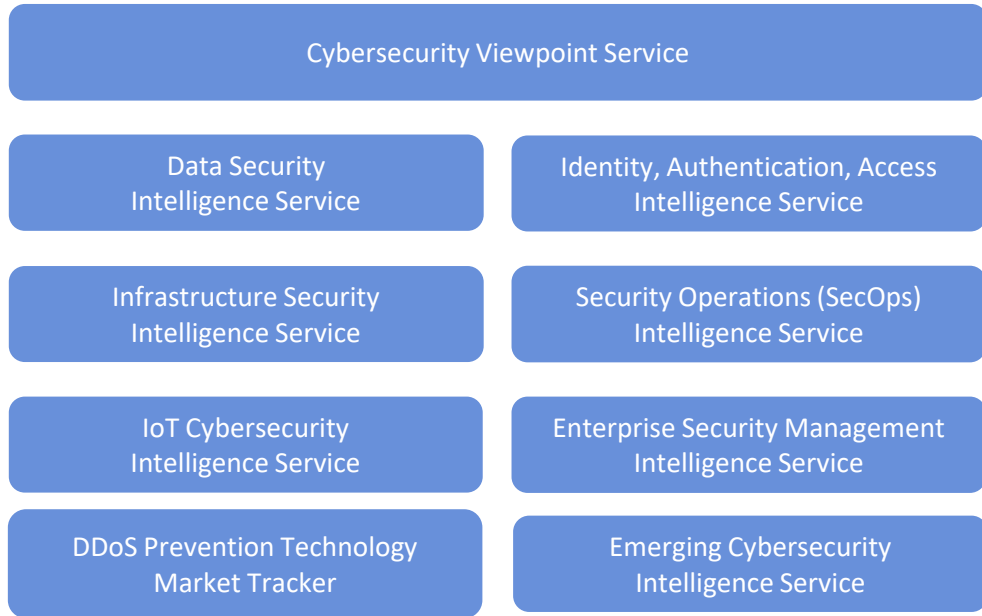 Cybersecurity Viewpoint Service
Data Security
Intelligence Service
Identity, Authentication, Access
Intelligence Service
Infrastructure Security
Intelligence Service
Security Operations (SecOps)
Intelligence Service
IoT Cybersecurity
Intelligence Service
Enterprise Security Management
Intelligence Service
DDoS Prevention Technology
Market Tracker
Emerging Cybersecurity
Intelligence Service